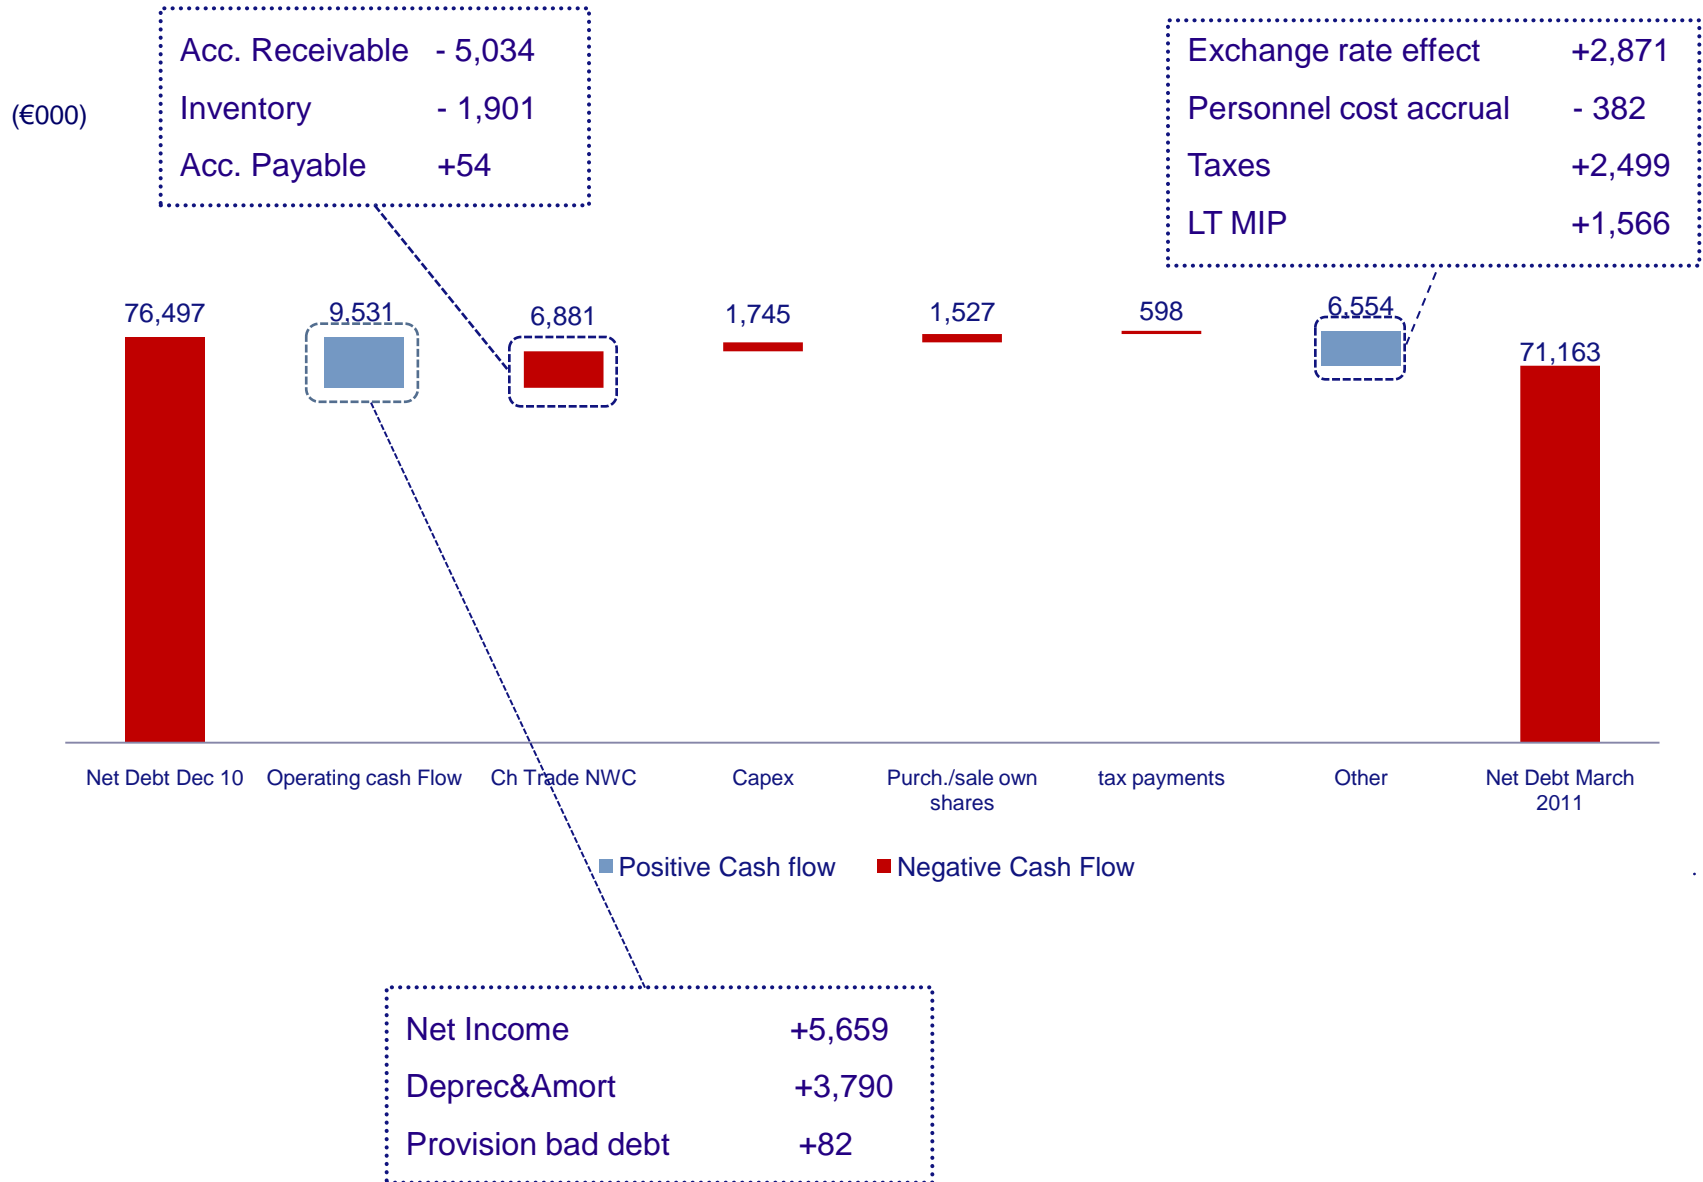 (€000)
Acc. Receivable - 5,034
Inventory - 1,901
Acc. Payable +54
Exchange rate effect +2,871
Personnel cost accrual - 382
Taxes +2,499
LT MIP +1,566
76,497
9,531
6,881
1,745
1,527
598
6,554
71,163
Net Debt Dec 10
Operating cash Flow
Ch Trade NWC
Capex
Purch./sale own
shares
tax payments
Other
Net Debt March
2011
Positive Cash flow
Negative Cash Flow
.
Net Income +5,659
Deprec&Amort +3,790
Provision bad debt +82